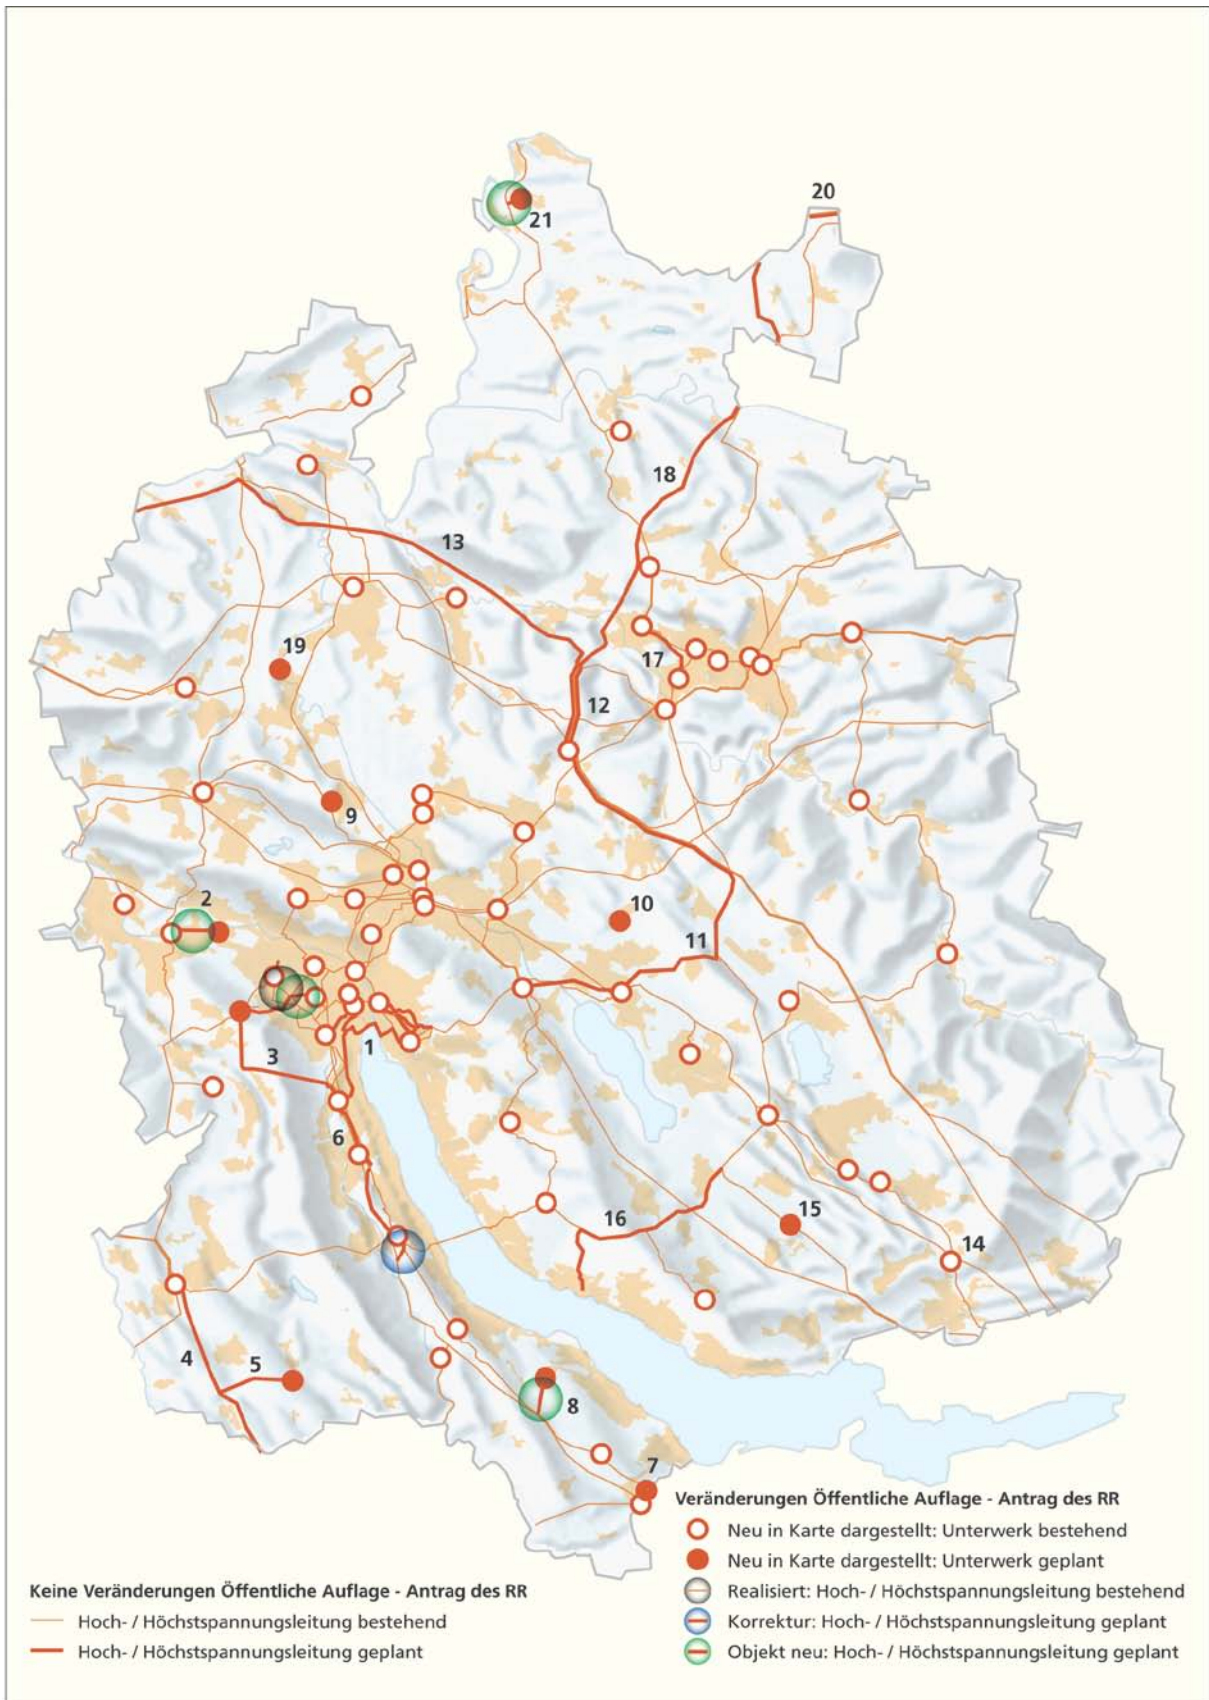 20
21
18
13
19
17
12
9
2
10
11
1
3
6
16
15
14
4
5
8
7
Veränderungen Öffentliche Auflage - Antrag des RR
Neu in Karte dargestellt: Unterwerk bestehend
Neu in Karte dargestellt: Unterwerk geplant
Realisiert: Hoch- / Höchstspannungsleitung bestehend
Korrektur: Hoch- / Höchstspannungsleitung geplant
Objekt neu: Hoch- / Höchstspannungsleitung geplant
Keine Veränderungen Öffentliche Auflage - Antrag des RR
Hoch- / Höchstspannungsleitung bestehend
Hoch- / Höchstspannungsleitung geplant